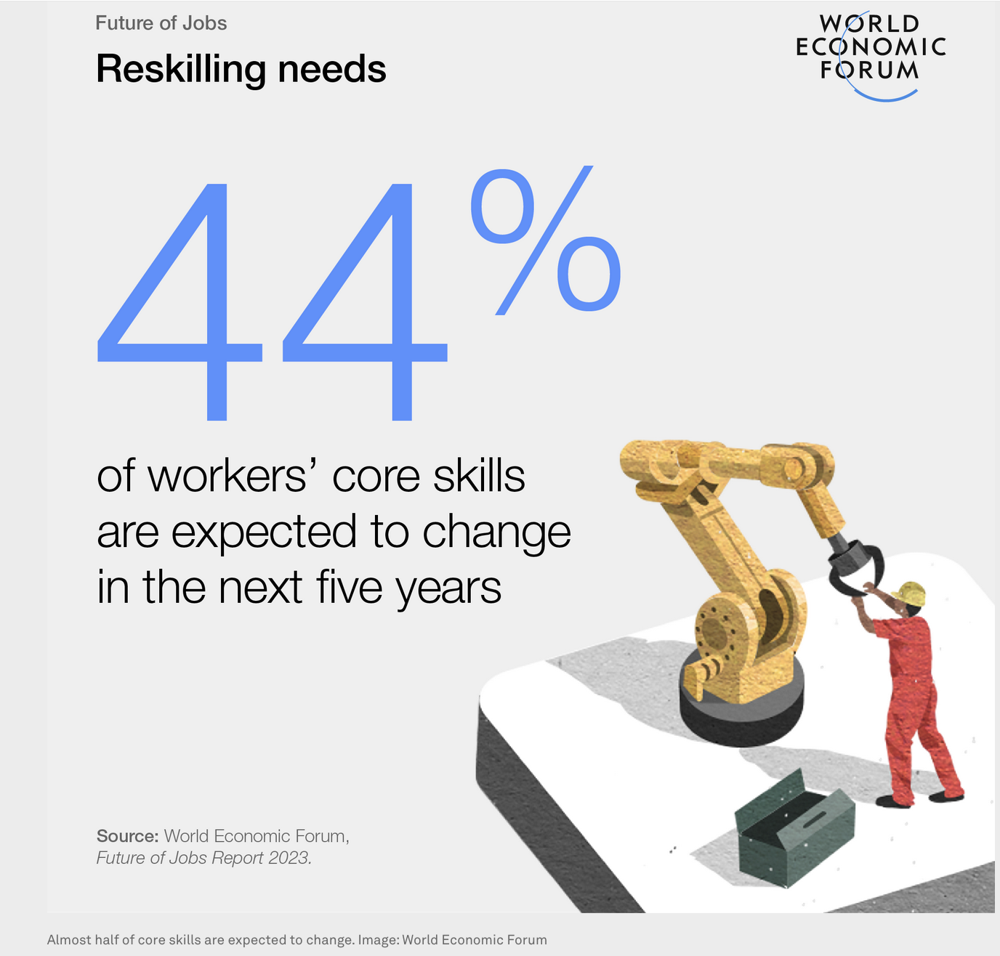 Future of Jobs
Reskilling needs
WORLD
ECONOMIC
FORUM
44%
of workers’ core skills
are expected to change
in the next five years
Source: World Economic Forum,
Future of Jobs Report 2023.
Almost half of core skills are expected to change. Image: World Economic Forum